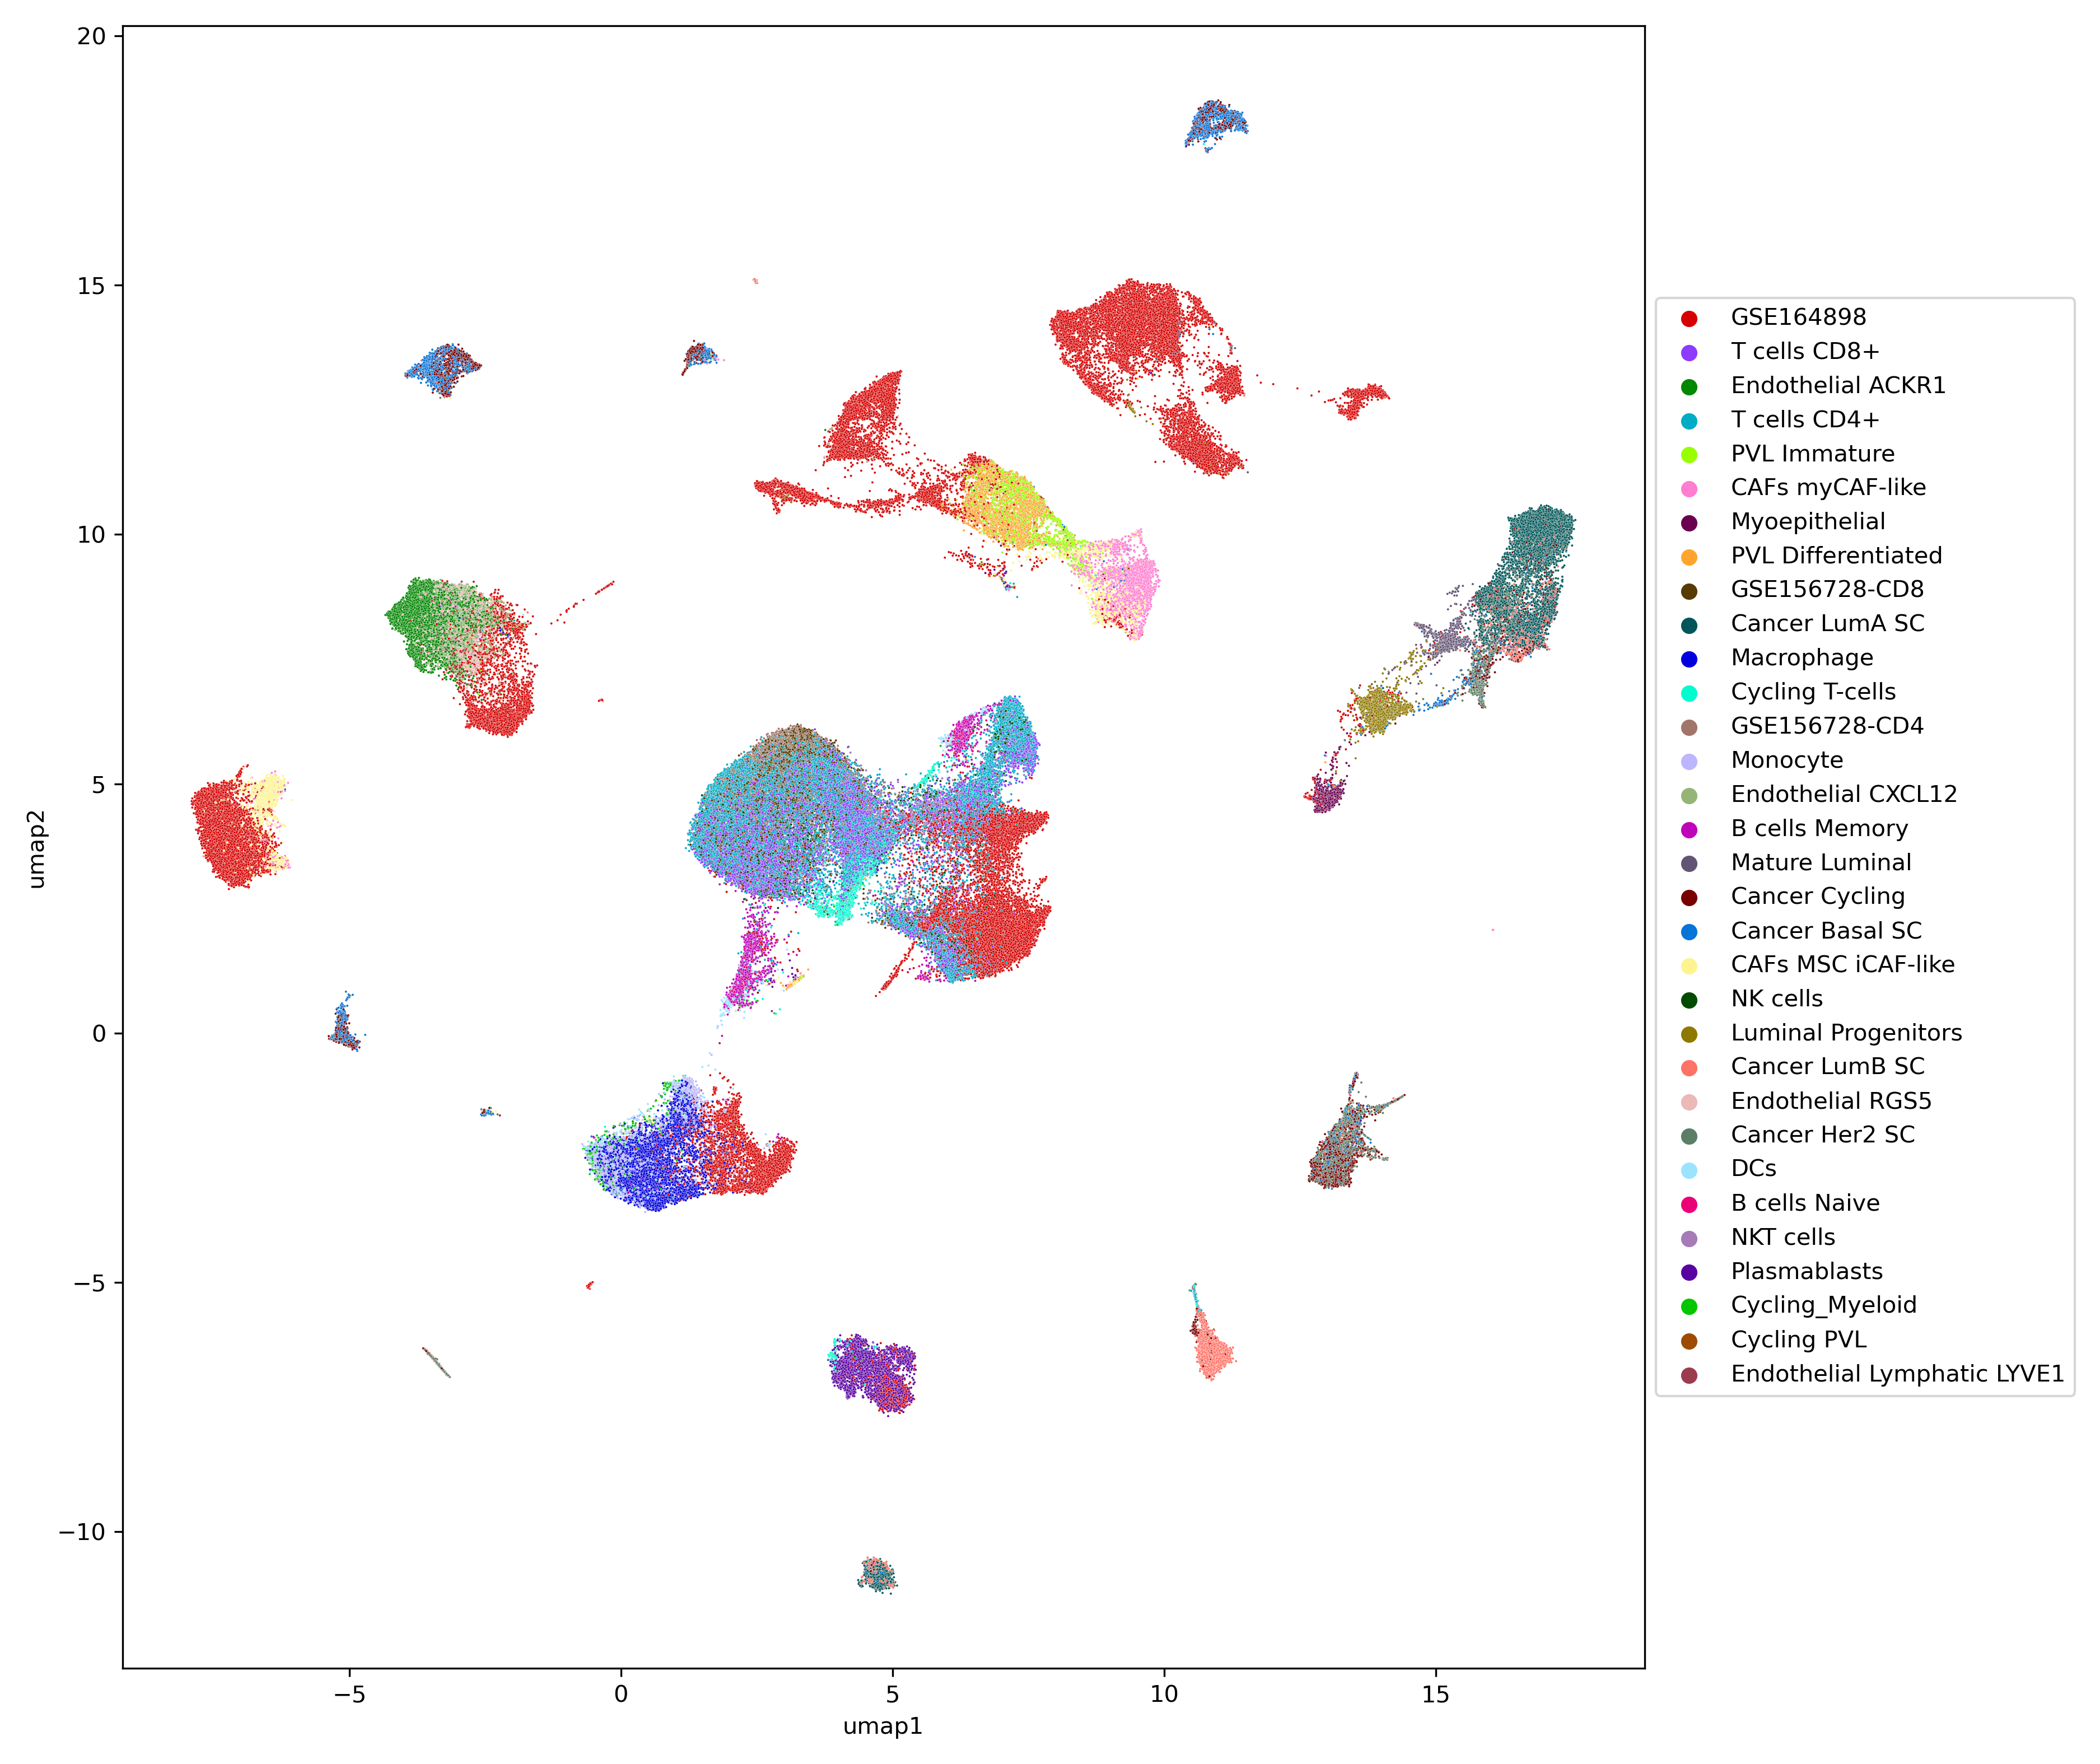 20
15
10
5
0
−5
−10
umap2
−5
0
5
10
15
umap1
GSE164898
T cells CD8+
Endothelial ACKR1
T cells CD4+
PVL Immature
CAFs myCAF-like
Myoepithelial
PVL Differentiated
GSE156728-CD8
Cancer LumA SC
Macrophage
Cycling T-cells
GSE156728-CD4
Monocyte
Endothelial CXCL12
B cells Memory
Mature Luminal
Cancer Cycling
Cancer Basal SC
CAFs MSC iCAF-like
NK cells
Luminal Progenitors
Cancer LumB SC
Endothelial RGS5
Cancer Her2 SC
DCs
B cells Naive
NKT cells
Plasmablasts
Cycling_Myeloid
Cycling PVL
Endothelial Lymphatic LYVE1